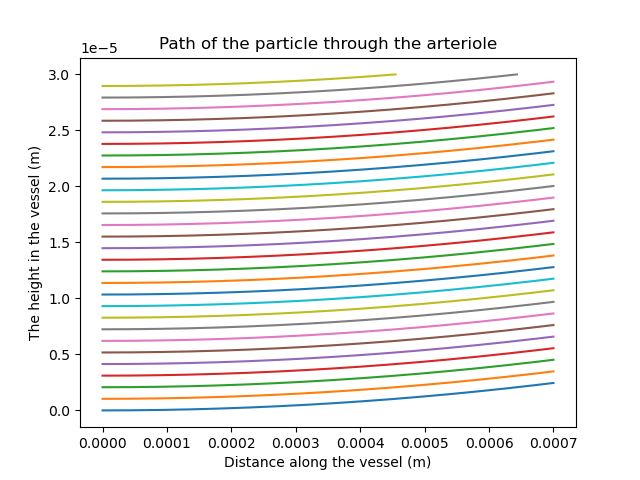 Path of the particle through the arteriole
1e−5
The height in the vessel (m)
3.0
2.5
2.0
1.5
1.0
0.5
0.0
0.0000 0.0001 0.0002 0.0003 0.0004 0.0005 0.0006 0.0007
Distance along the vessel (m)